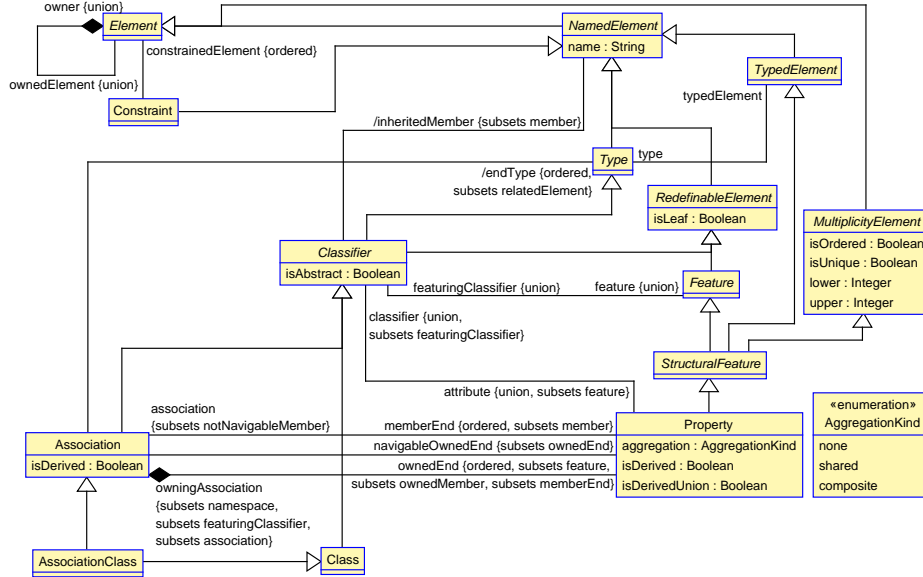 owner {union}
Element
NamedElement
name : String
constrainedElement {ordered}
TypedElement
ownedElement {union}
typedElement
Constraint
/inheritedMember {subsets member}
Type
type
/endType {ordered,
subsets relatedElement}
RedefinableElement
isLeaf : Boolean
MultiplicityElement
isOrdered : Boolean
isUnique : Boolean
lower : Integer
upper : Integer
Classifier
isAbstract : Boolean
featuringClassifier {union}
feature {union}
Feature
classifier {union,
subsets featuringClassifier}
StructuralFeature
attribute {union, subsets feature}
association
{subsets notNavigableMember}
memberEnd {ordered, subsets member}
Property
aggregation : AggregationKind
isDerived : Boolean
isDerivedUnion : Boolean
«enumeration»
AggregationKind
none
shared
composite
Association
isDerived : Boolean
navigableOwnedEnd {subsets ownedEnd}
ownedEnd {ordered, subsets feature,
subsets ownedMember, subsets memberEnd}
owningAssociation
{subsets namespace,
subsets featuringClassifier,
subsets association}
AssociationClass
Class